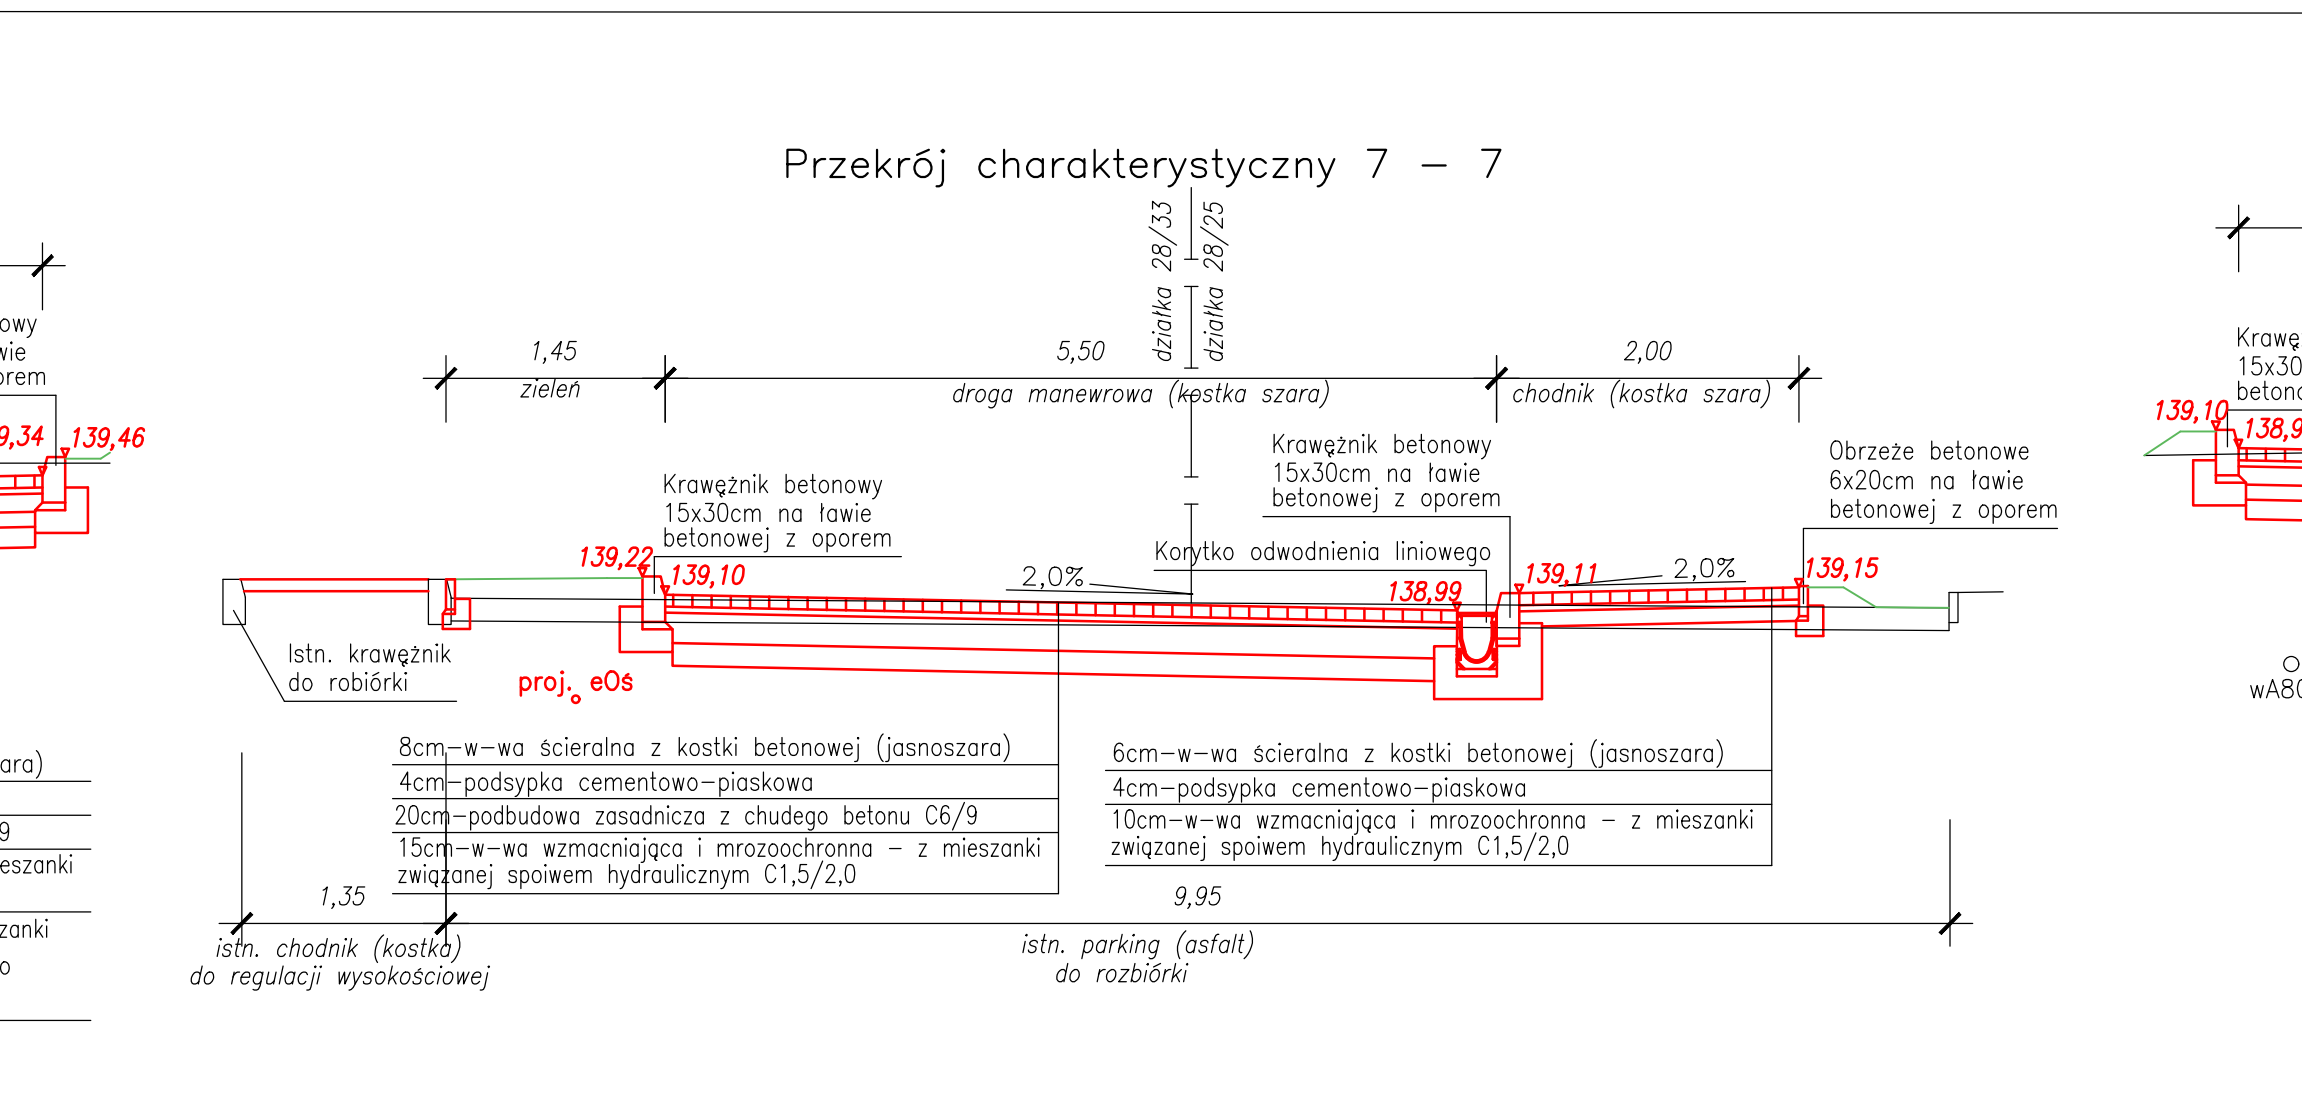 Przekrój charakterystyczny 7 - 7
działka 28/33
działka 28/25
1,45
5,50
2,00
zieleń
droga manewrowa (kostka szara)
chodnik (kostka szara)
139,46
139,10
Krawężnik betonowy
15x30cm na ławie
betonowej z oporem
Krawężnik betonowy
15x30cm na ławie
betonowej z oporem
Obrzeże betonowe
6x20cm na ławie
betonowej z oporem
Korytko odwodnienia liniowego
139,22
139,10
2,0%
138,99
139,11
2,0%
139,15
Istn. krawężnik
do robiórki
proj. eOś
8cm-w-wa ścieralna z kostki betonowej (jasnoszara)
4cm-podsypka cementowo-piaskowa
20cm-podbudowa zasadnicza z chudego betonu C6/9
15cm-w-wa wzmacniająca i mrozoochronna - z mieszanki
związanej spoiwem hydraulicznym C1,5/2,0
6cm-w-wa ścieralna z kostki betonowej (jasnoszara)
4cm-podsypka cementowo-piaskowa
10cm-w-wa wzmacniająca i mrozoochronna - z mieszanki
związanej spoiwem hydraulicznym C1,5/2,0
1,35
9,95
istn. chodnik (kostka)
do regulacji wysokościowej
istn. parking (asfalt)
do rozbiórki